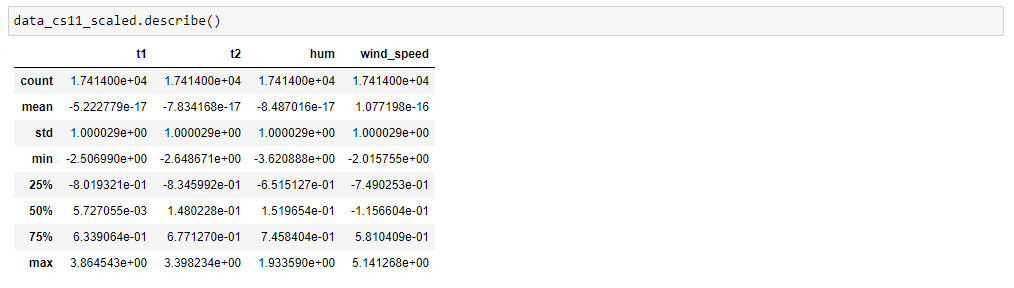 data_cs11_scaled.describe()
t1 t2 hum wind_speed
count 1.741400e+04 1.741400e+04 1.741400e+04 1.741400e+04
mean -5.222779e-17 -7.834168e-17 -8.487016e-17 1.077198e-16
std 1.000029e+00 1.000029e+00 1.000029e+00 1.000029e+00
min -2.506990e+00 -2.648671e+00 -3.620888e+00 -2.015755e+00
25% -8.019321e-01 -8.345992e-01 -6.515127e-01 -7.490253e-01
50% 5.727055e-03 1.480228e-01 1.519654e-01 -1.156604e-01
75% 6.339064e-01 6.771270e-01 7.458404e-01 5.810409e-01
max 3.864543e+00 3.398234e+00 1.933590e+00 5.141268e+00